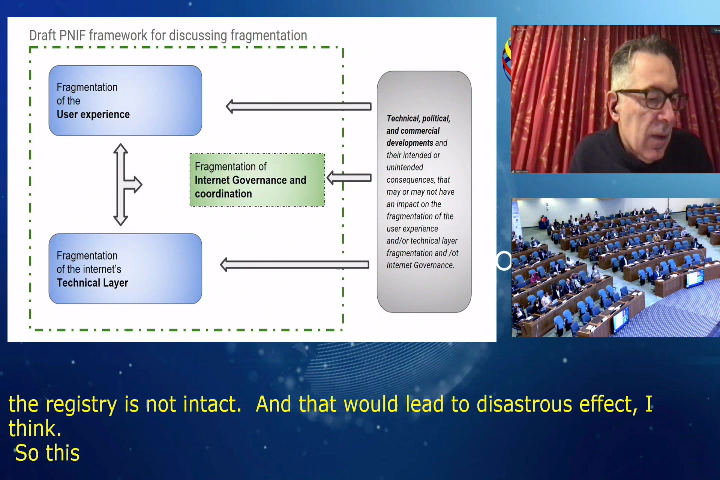 Draft PNIF framework for discussing fragmentation
Fragmentation
of the
User experience
Fragmentation of
Internet Governance and
coordination
Fragmentation
of the internet's
Technical Layer
Technical, political,
and commercial
developments and
their intended or
unintended
consequences, that
may or may not have
an impact on the
fragmentation of the
user experience
and/or technical layer
fragmentation and /ot
Internet Governance.
the registry is not intact.  And that would lead to disastrous effect, I
think.
So this